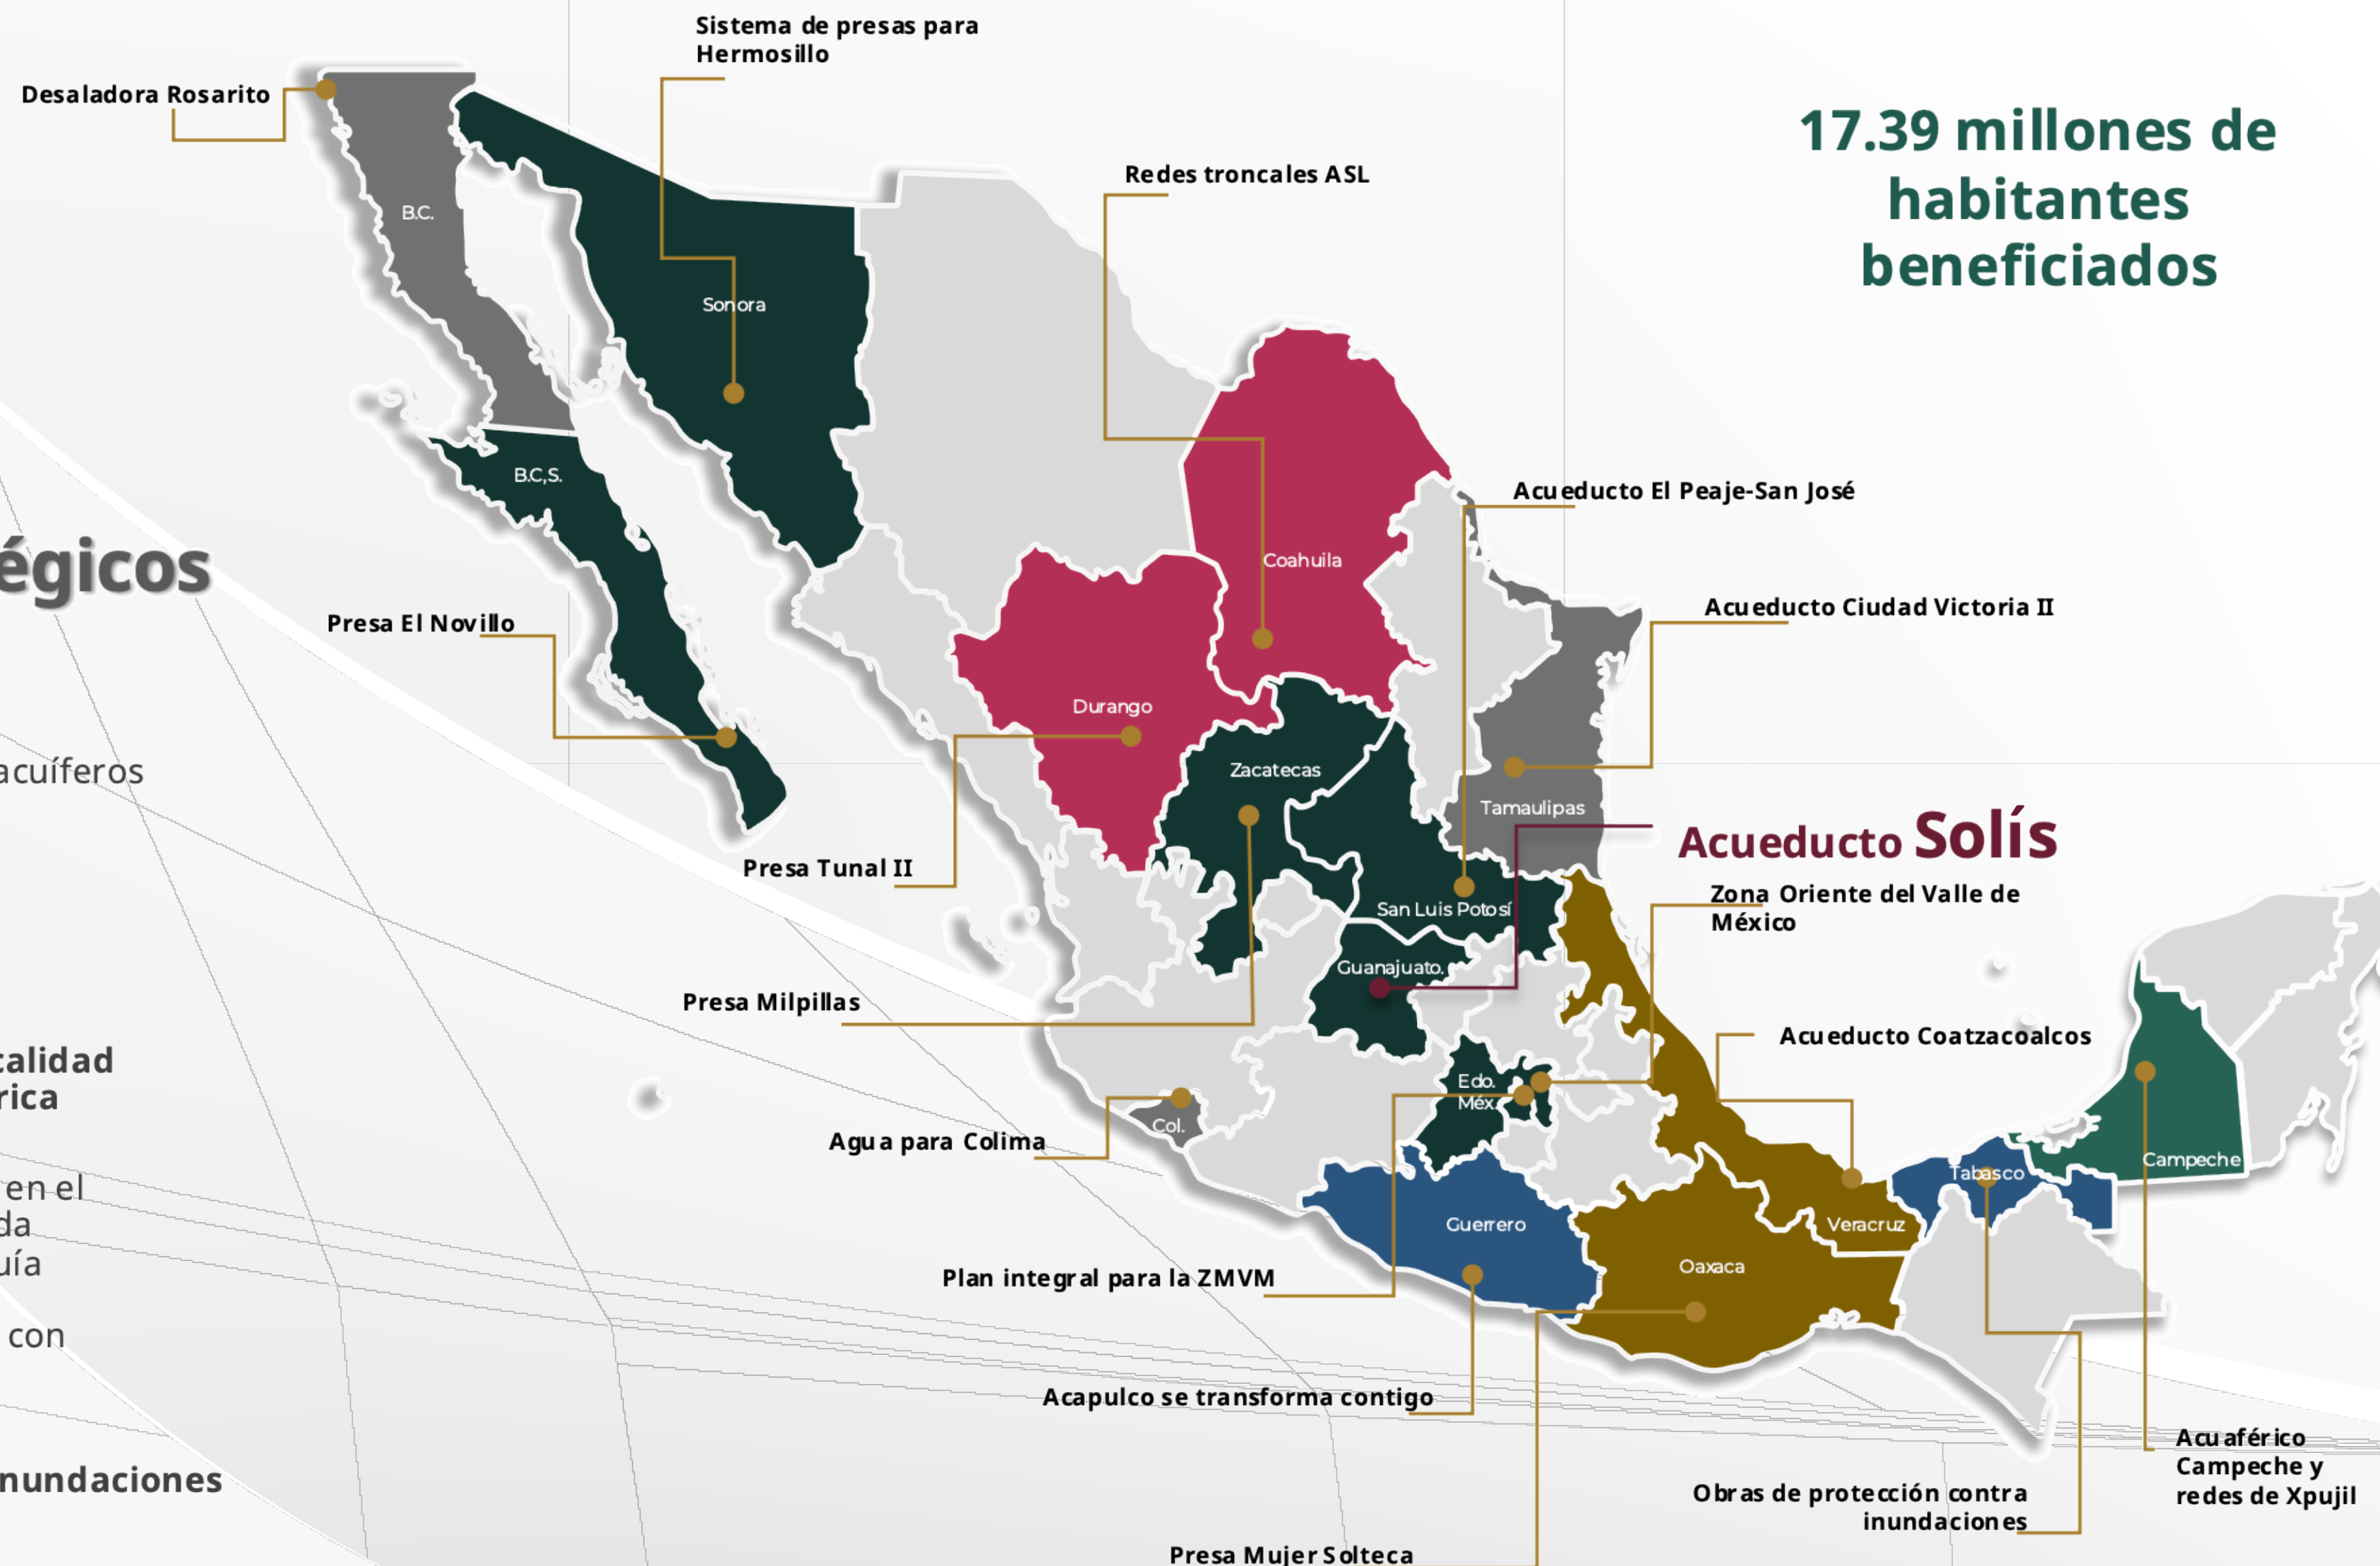 Sistema de presas para
Hermosillo
Desaladora Rosarito
17.39 millones de
habitantes
beneficiados
Redes troncales ASL
B.C.
Sonora
B.C,S.
Acueducto El Peaje-San José
Coahuila
égicos
Presa El Novillo
Acueducto Ciudad Victoria II
Durango
Zacatecas
acuíferos
Tamaulipas
Acueducto Solís
Presa Tunal II
Zona Oriente del Valle de
México
San Luis Potosí
Guanajuato.
Presa Milpillas
Acueducto Coatzacoalcos
calidad
rica
Edo.
Méx.
Col.
Agua para Colima
Campeche
Tabasco
en el
da
Guerrero
Veracruz
uía
Oaxaca
Plan integral para la ZMVM
con
Acapulco se transforma contigo
Acuaférico
Campeche y
redes de Xpujil
nundaciones
Obras de protección contra
inundaciones
Presa Mujer Solteca